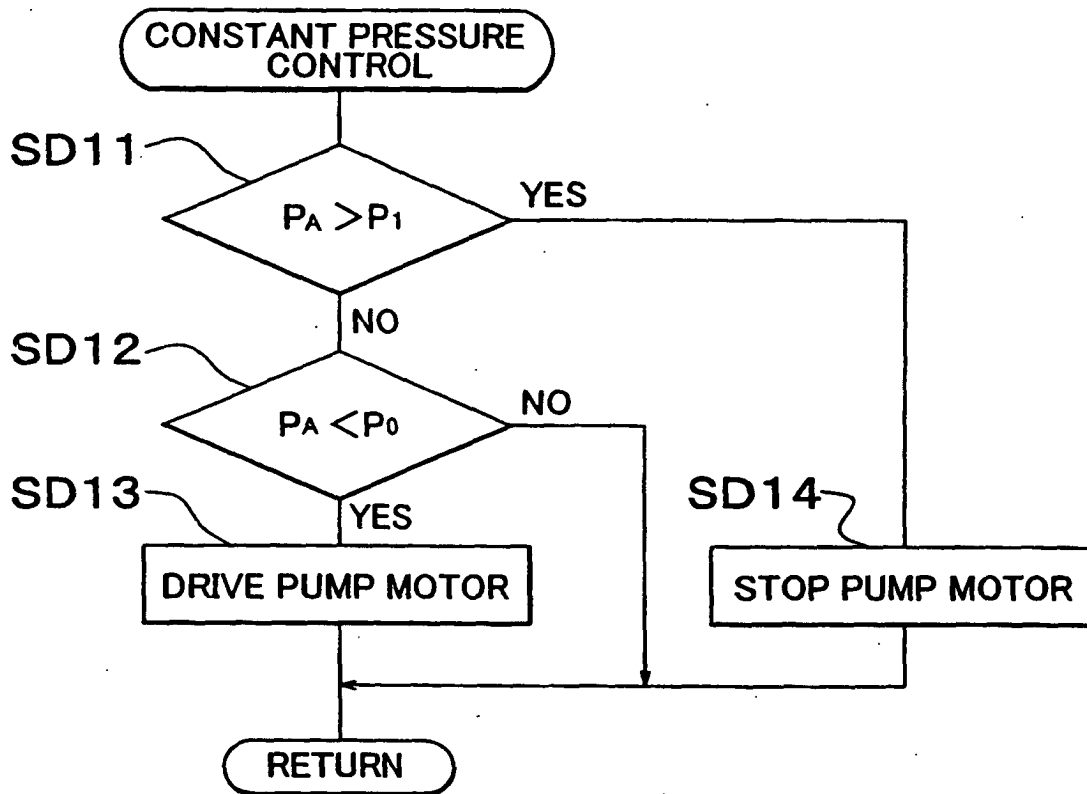 CONSTANT PRESSURE
CONTROL
SD11
PA >P1
YES
NO
SD12
PA <P0
NO
SD13
YES
SD14
DRIVE PUMP MOTOR
STOP PUMP MOTOR
RETURN